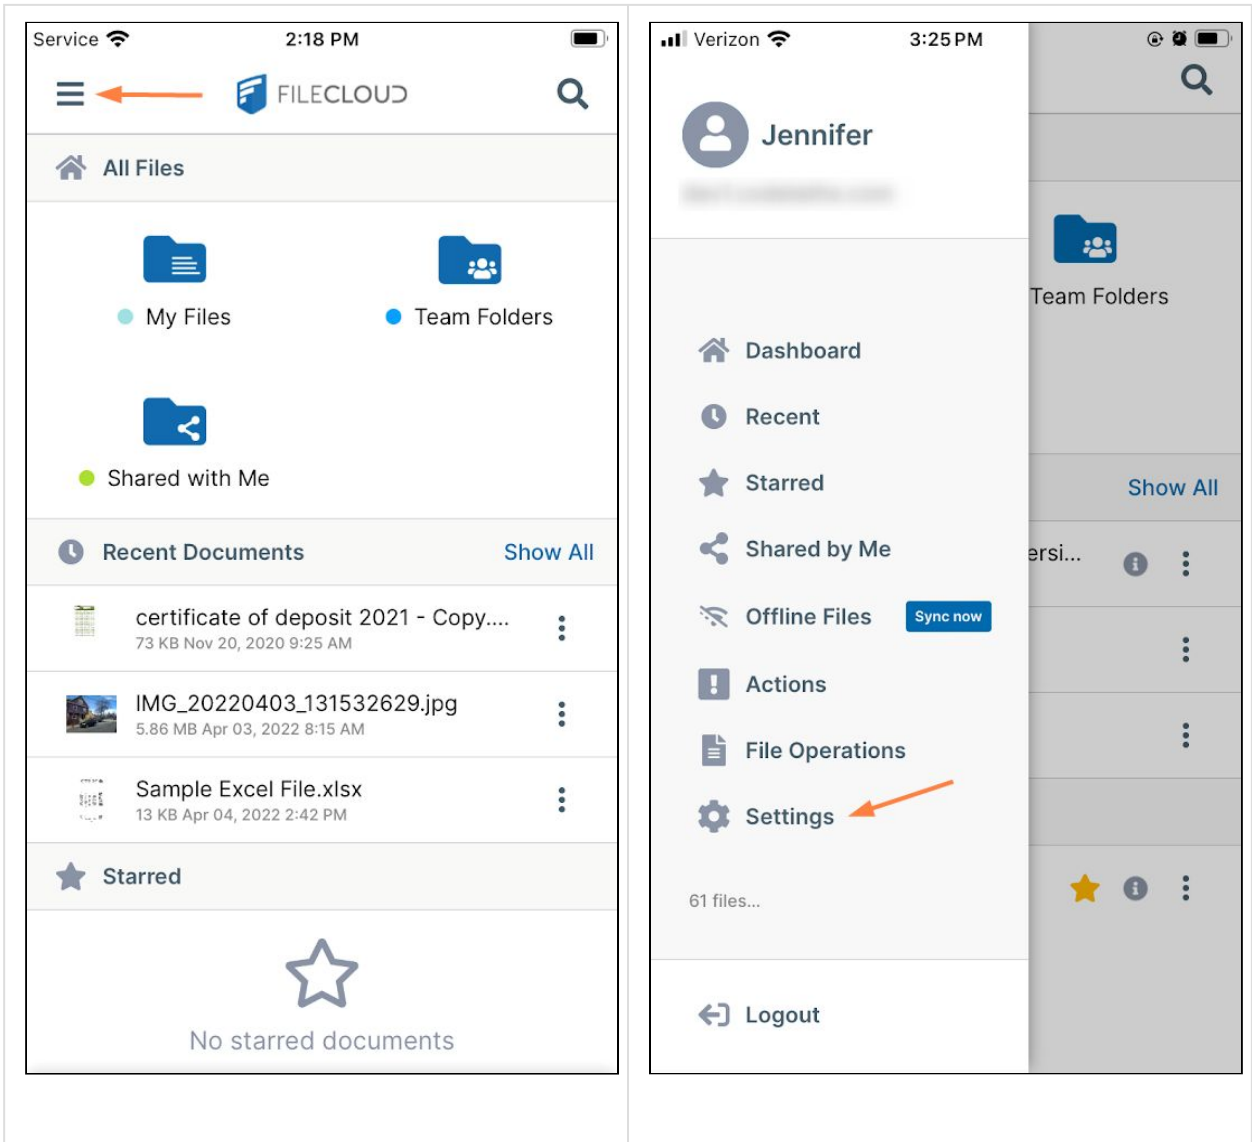 Service
2:18 PM
FILECLOUD
All Files
My Files
Team Folders
Shared with Me
Recent Documents
Show All
certificate of deposit 2021 - Copy....
73 KB Nov 20, 2020 9:25 AM
IMG_20220403_131532629.jpg
5.86 MB Apr 03, 2022 8:15 AM
Sample Excel File.xlsx
13 KB Apr 04, 2022 2:42 PM
Starred
No starred documents
Verizon
3:25 PM
Jennifer
Team Folders
Dashboard
Recent
Starred
Show All
Shared by Me
ersi...
Offline Files
Sync now
Actions
File Operations
Settings
61 files...
Logout